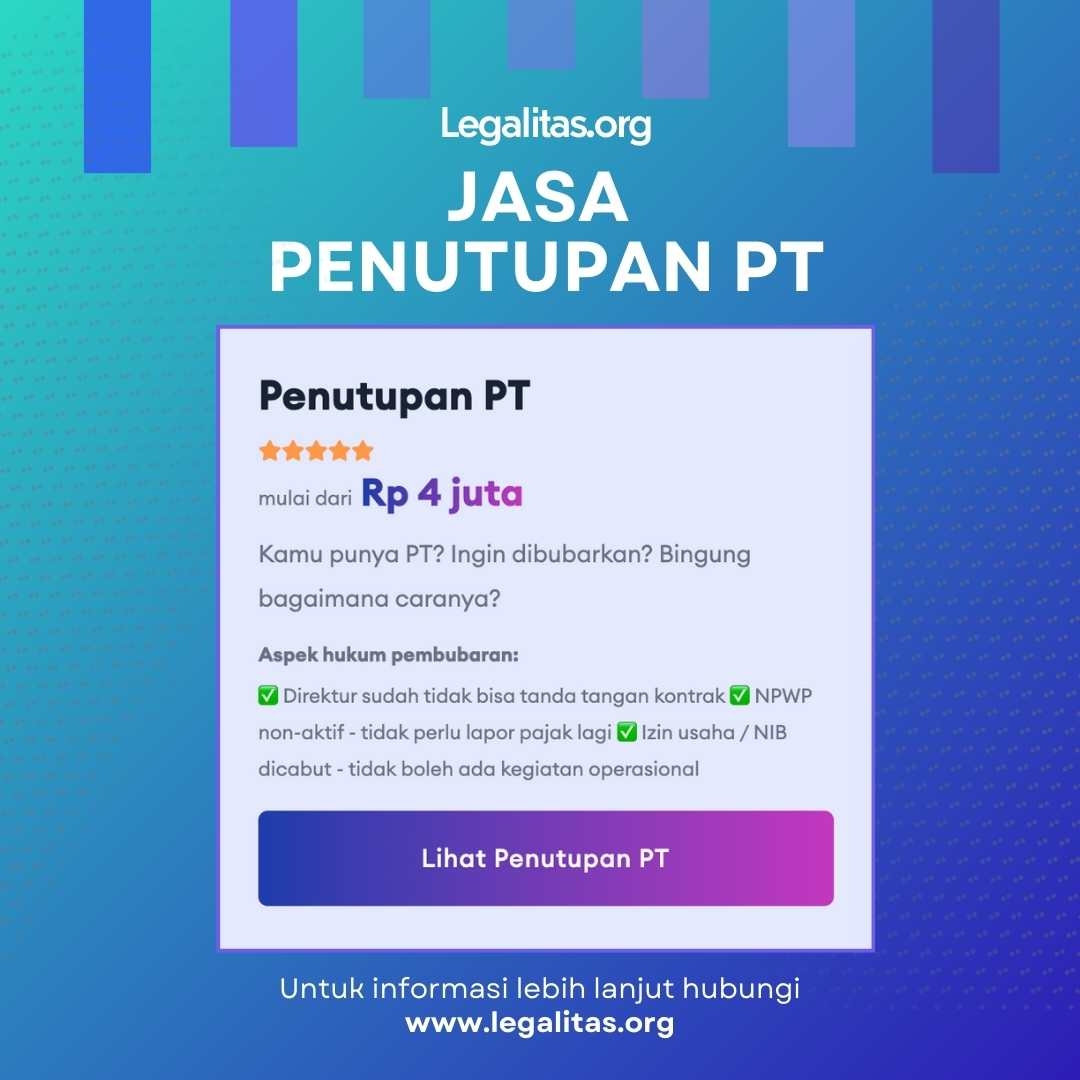 Legalitas.org
JASA
PENUTUPAN PT
Penutupan PT
mulai dari Rp 4 juta
Kamu punya PT? Ingin dibubarkan? Bingung
bagaimana caranya?
Aspek hukum pembubaran:
✅ Direktur sudah tidak bisa tanda tangan kontrak ✅ NPWP
non-aktif - tidak perlu lapor pajak lagi ✅ Izin usaha / NIB
dicabut - tidak boleh ada kegiatan operasional
Lihat Penutupan PT
Untuk informasi lebih lanjut hubungi
www.legalitas.org